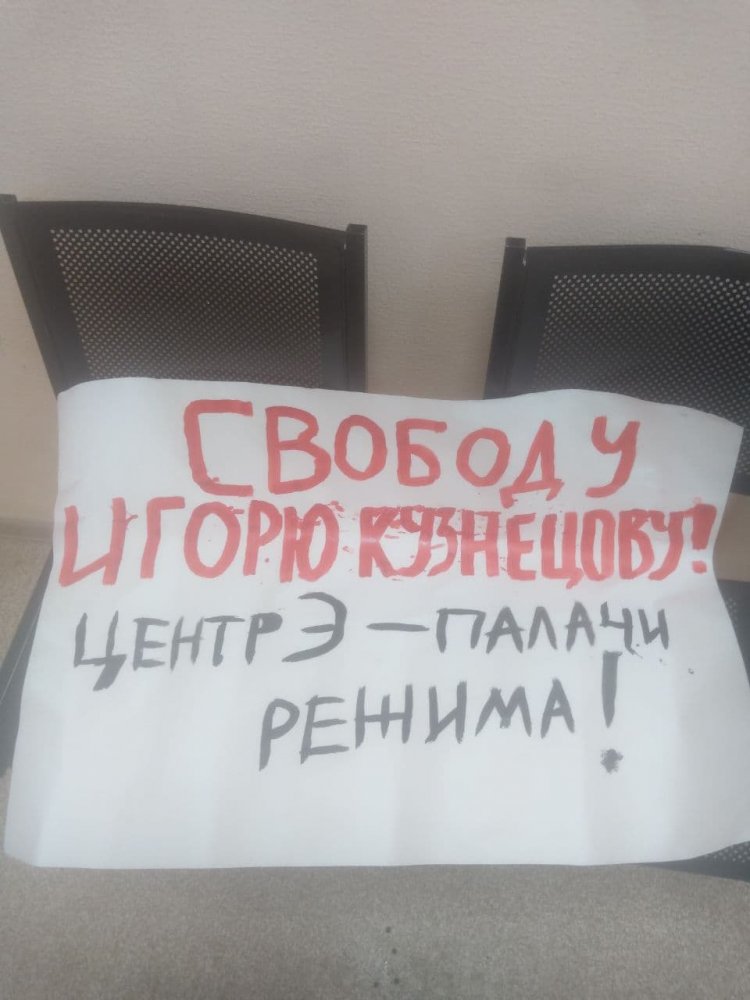 СВОБОДУ
ИГОРЮ КУЗНЕЦОВУ!
ЦЕНТР Э – ПАЛАЧИ
РЕЖИМА!